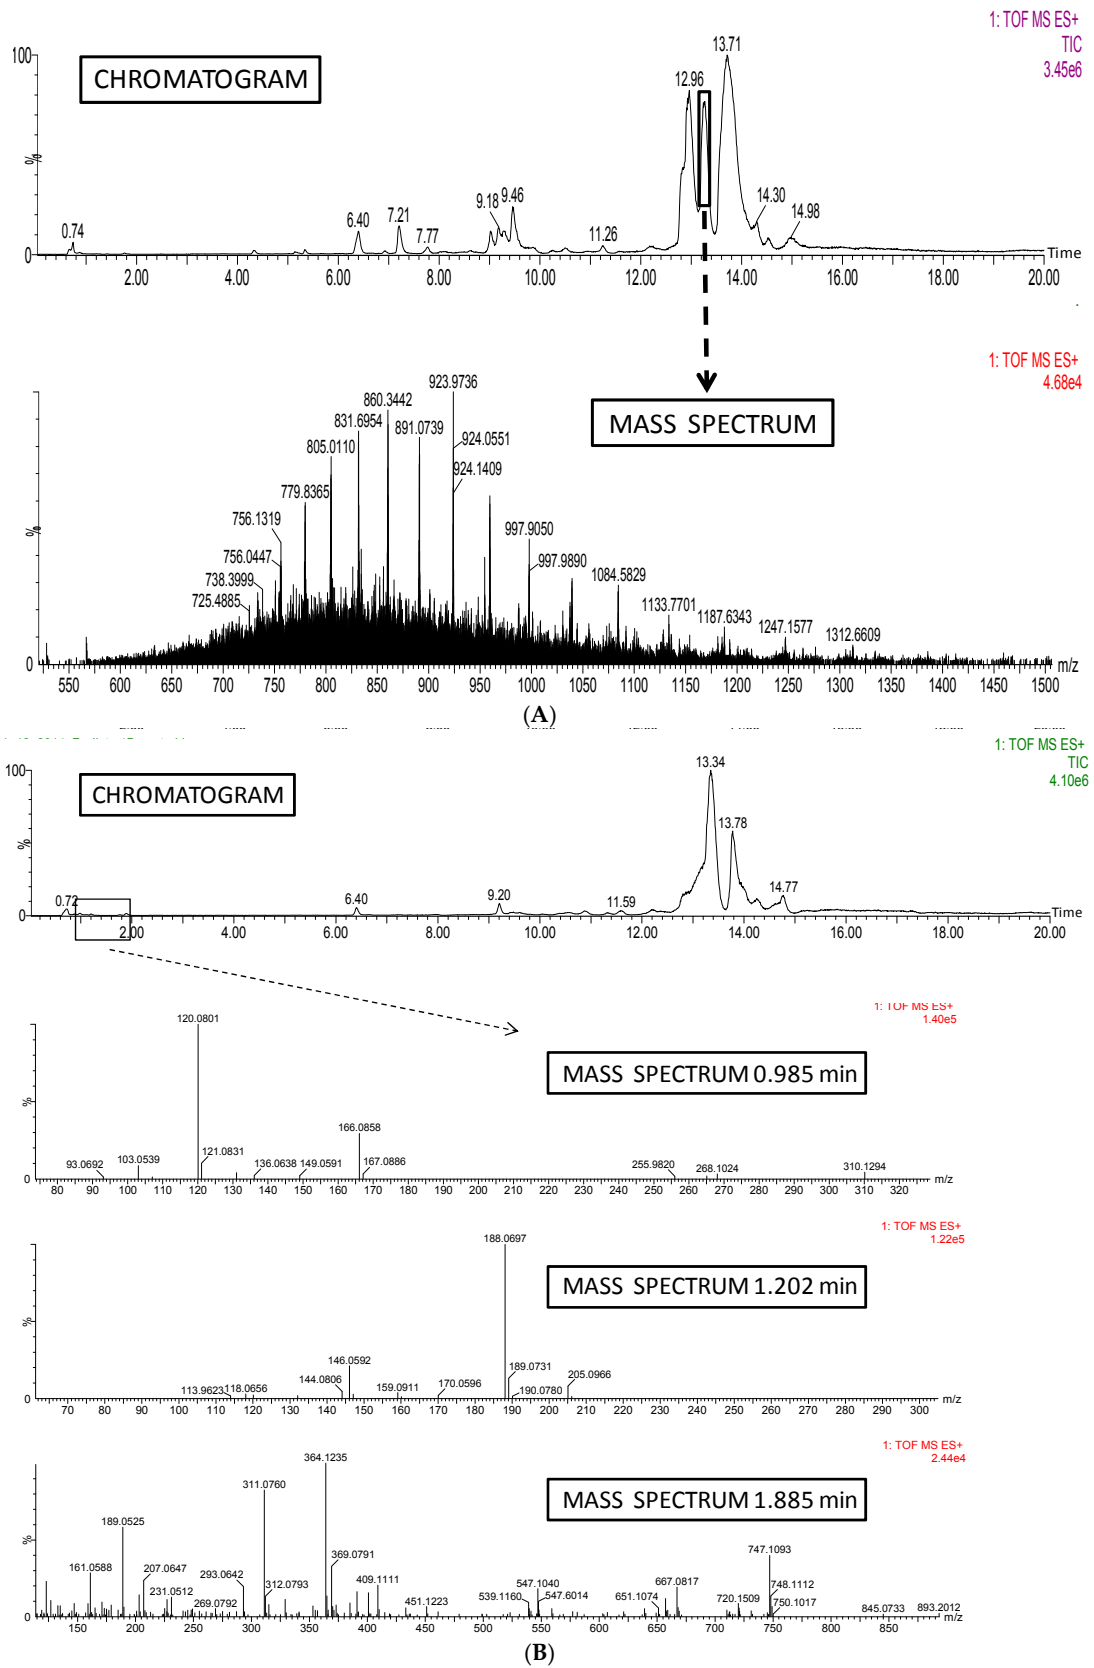 1: TOF MS ES+
TIC
3.45e6
CHROMATOGRAM
100
%
0
0.74
6.40
7.21
7.77
9.18
9.46
11.26
12.96
13.71
14.30
14.98
Time
2.00 4.00 6.00 8.00 10.00 12.00 14.00 16.00 18.00 20.00
1: TOF MS ES+
4.68e4
MASS SPECTRUM
%
0
725.4885
738.3999
756.0447
756.1319
779.8365
805.0110
831.6954
860.3442
891.0739
923.9736
924.0551
924.1409
997.9050
997.9890
1084.5829
1133.7701
1187.6343
1247.1577
1312.6609
m/z
550 600 650 700 750 800 850 900 950 1000 1050 1100 1150 1200 1250 1300 1350 1400 1450 1500
(A)
1: TOF MS ES+
TIC
4.10e6
CHROMATOGRAM
100
%
0
0.72
6.40
9.20
11.59
13.34
13.78
14.77
Time
2.00 4.00 6.00 8.00 10.00 12.00 14.00 16.00 18.00 20.00
1: TOF MS ES+
1.40e5
MASS SPECTRUM 0.985 min
%
0
93.0692
103.0539
120.0801
121.0831
136.0638
149.0591
166.0858
167.0886
255.9820
268.1024
310.1294
m/z
80 90 100 110 120 130 140 150 160 170 180 190 200 210 220 230 240 250 260 270 280 290 300 310 320
1: TOF MS ES+
1.22e5
MASS SPECTRUM 1.202 min
%
0
113.9623
118.0656
144.0806
146.0592
159.0911
170.0596
188.0697
189.0731
190.0780
205.0966
m/z
70 80 90 100 110 120 130 140 150 160 170 180 190 200 210 220 230 240 250 260 270 280 290 300
1: TOF MS ES+
2.44e4
MASS SPECTRUM 1.885 min
%
0
161.0588
189.0525
207.0647
231.0512
269.0792
293.0642
311.0760
312.0793
364.1235
369.0791
409.1111
451.1223
539.1160
547.1040
547.6014
651.1074
667.0817
720.1509
747.1093
748.1112
750.1017
845.0733
893.2012
m/z
150 200 250 300 350 400 450 500 550 600 650 700 750 800 850
(B)